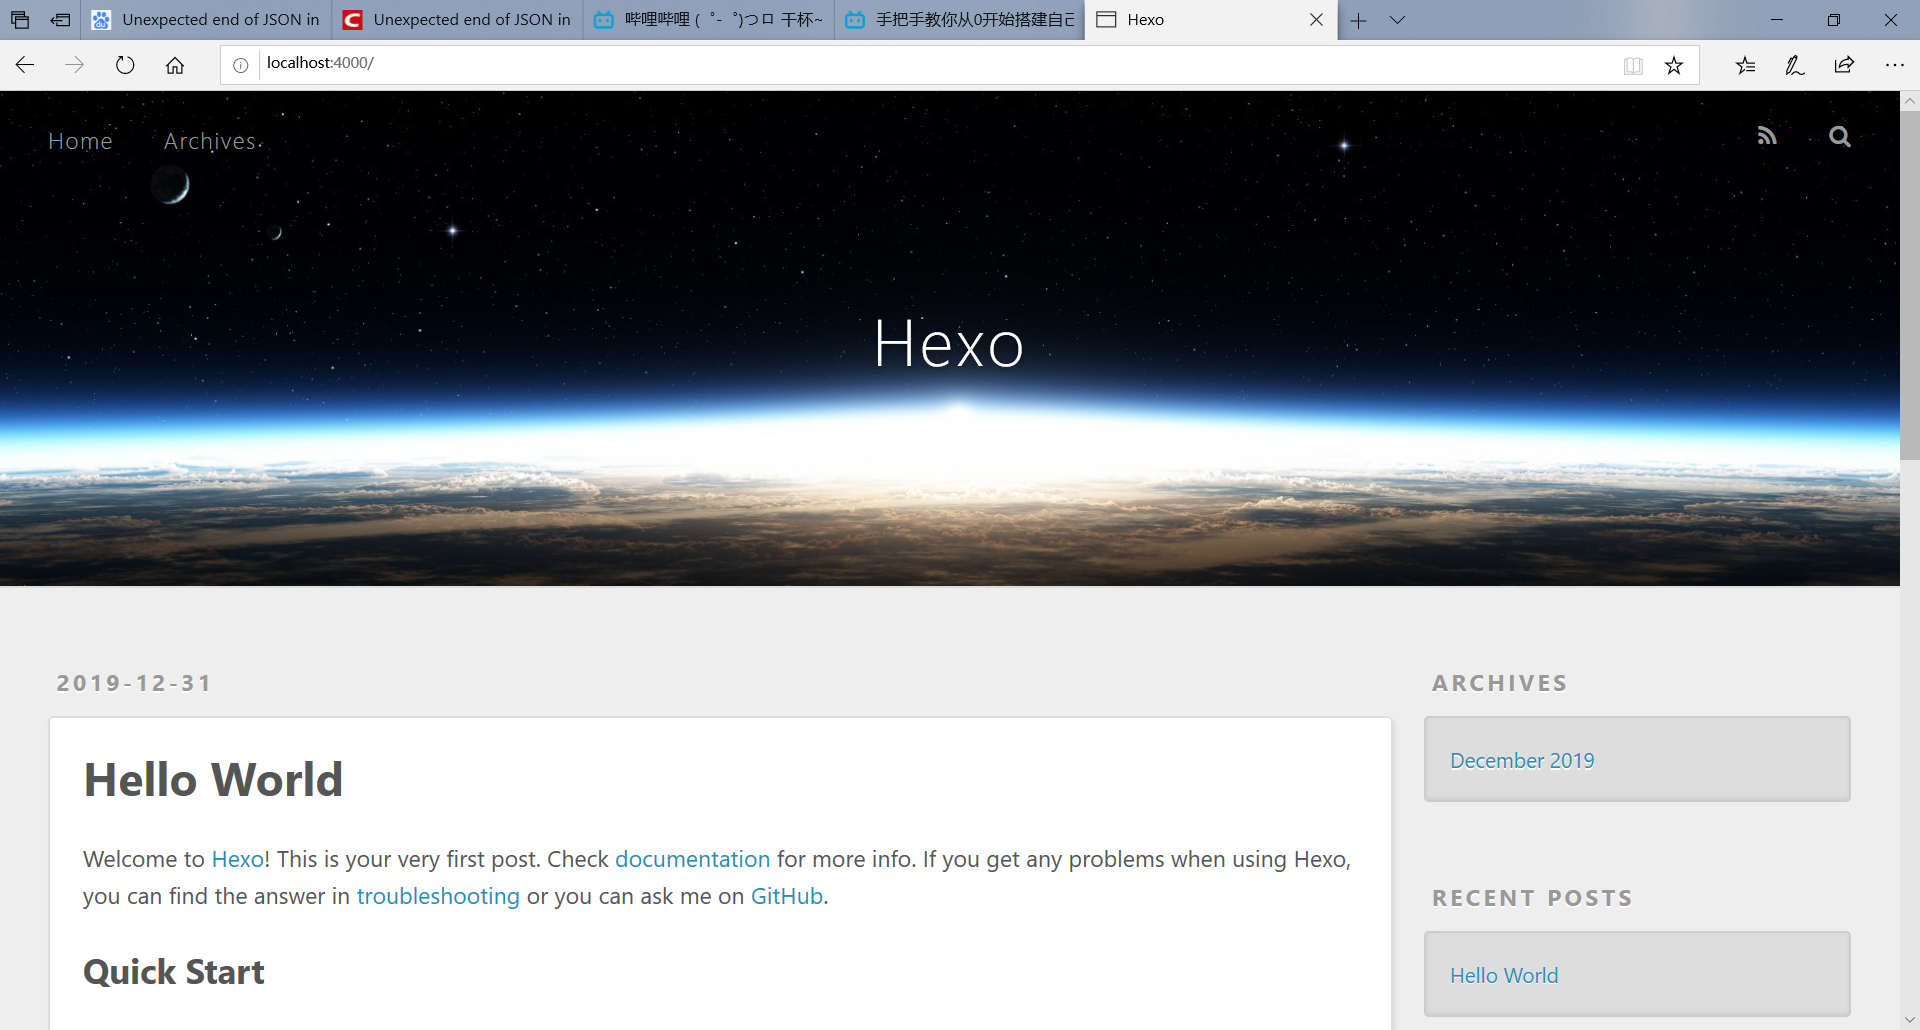 Unexpected end of JSON in
Unexpected end of JSON in
哔哩哔哩 ( ゜- ゜)つロ 干杯~
手把手教你从0开始搭建自己
Hexo
localhost:4000/
Home
Archives
Hexo
2019-12-31
Hello World
Welcome to Hexo! This is your very first post. Check documentation for more info. If you get any problems when using Hexo,
you can find the answer in troubleshooting or you can ask me on GitHub.
Quick Start
ARCHIVES
December 2019
RECENT POSTS
Hello World